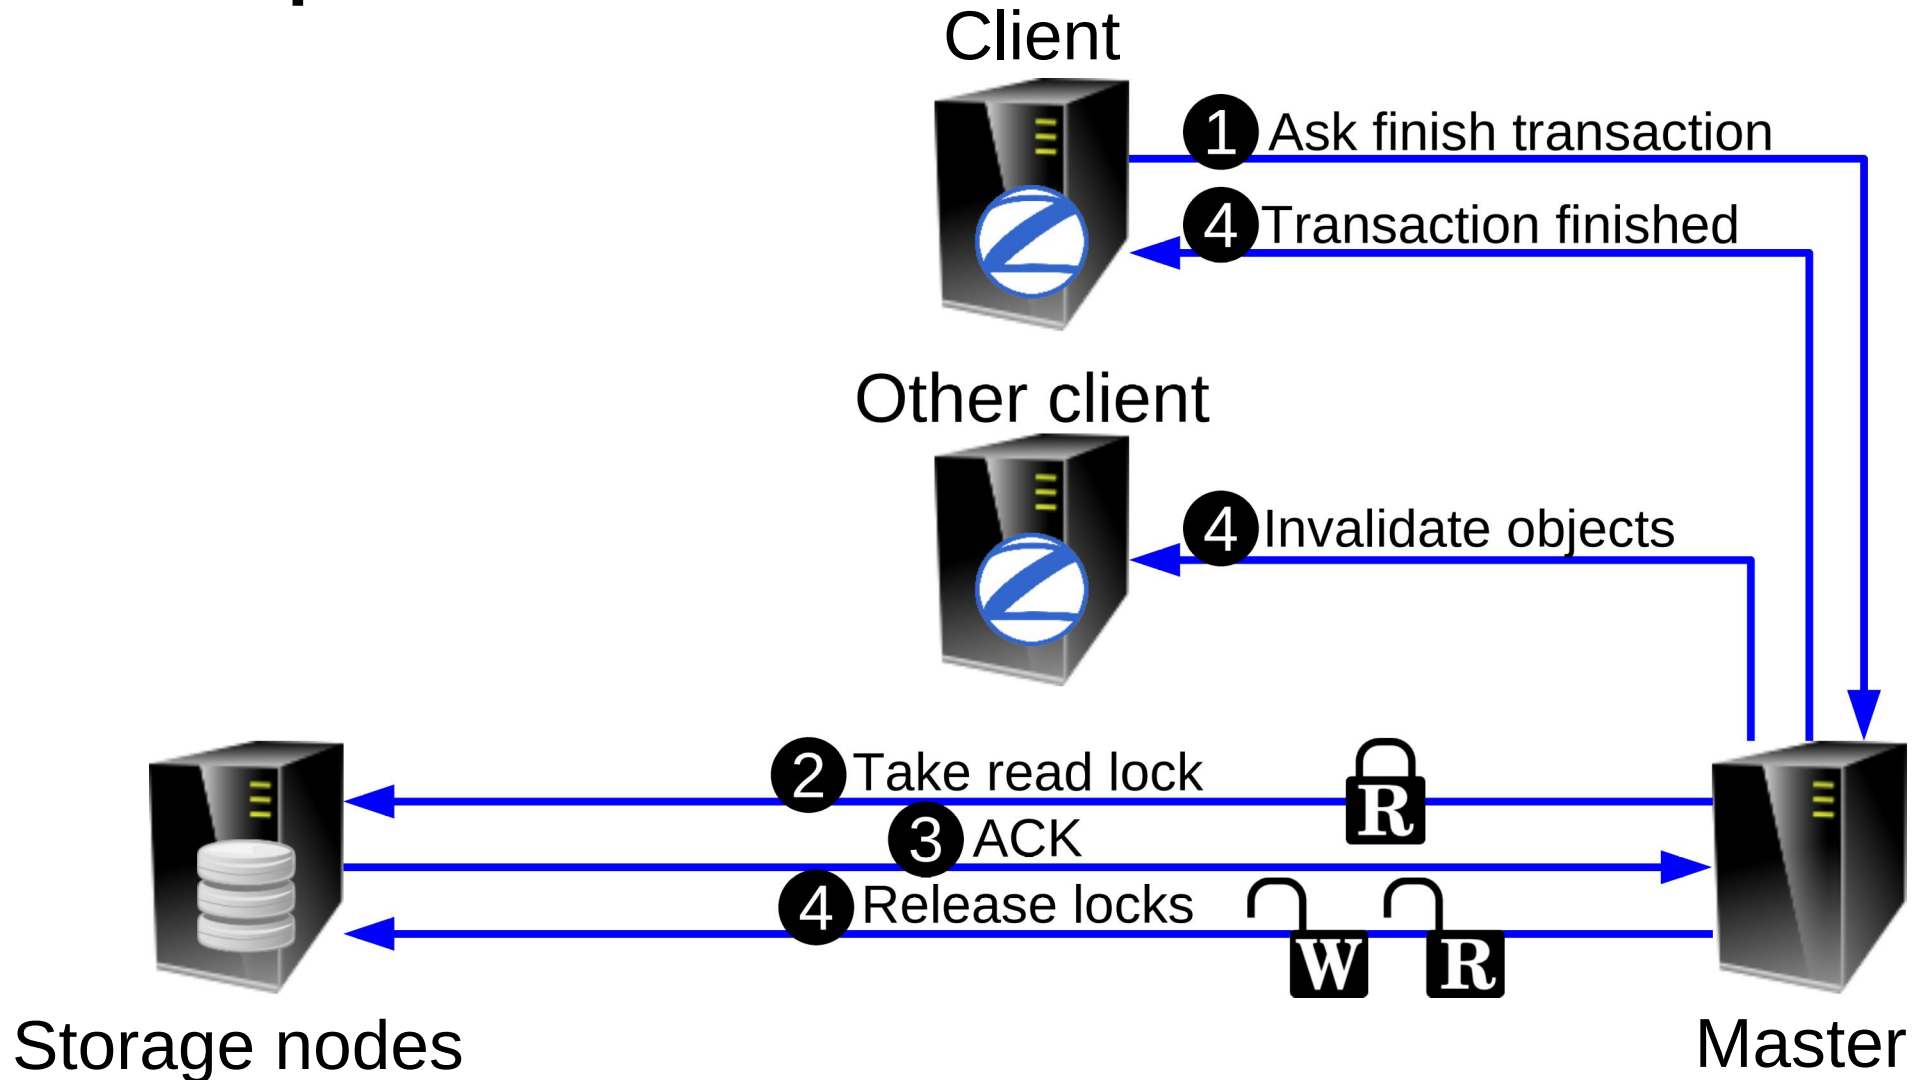 Client
1 Ask finish transaction
4 Transaction finished
Other client
4 Invalidate objects
2 Take read lock R
3 ACK
4 Release locks W R
Storage nodes
Master